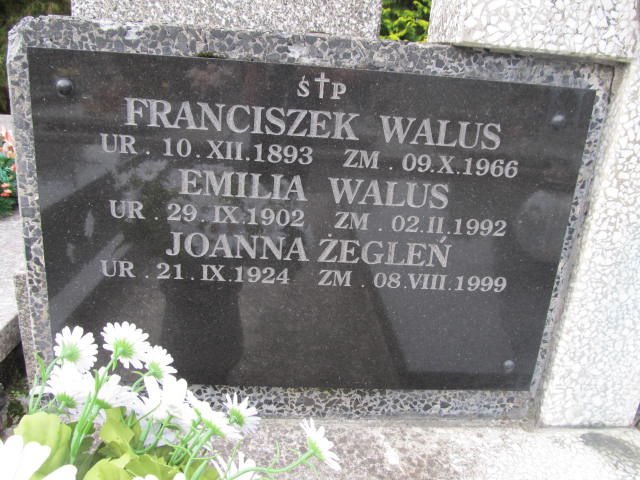 Ś†P
FRANCISZEK WALUS
UR. 10.XII.1893 ZM. 09.X.1966
EMILIA WALUS
UR. 29.IX.1902 ZM. 02.II.1992
JOANNA ŻEGLEŃ
UR. 21.IX.1924 ZM. 08.VIII.1999